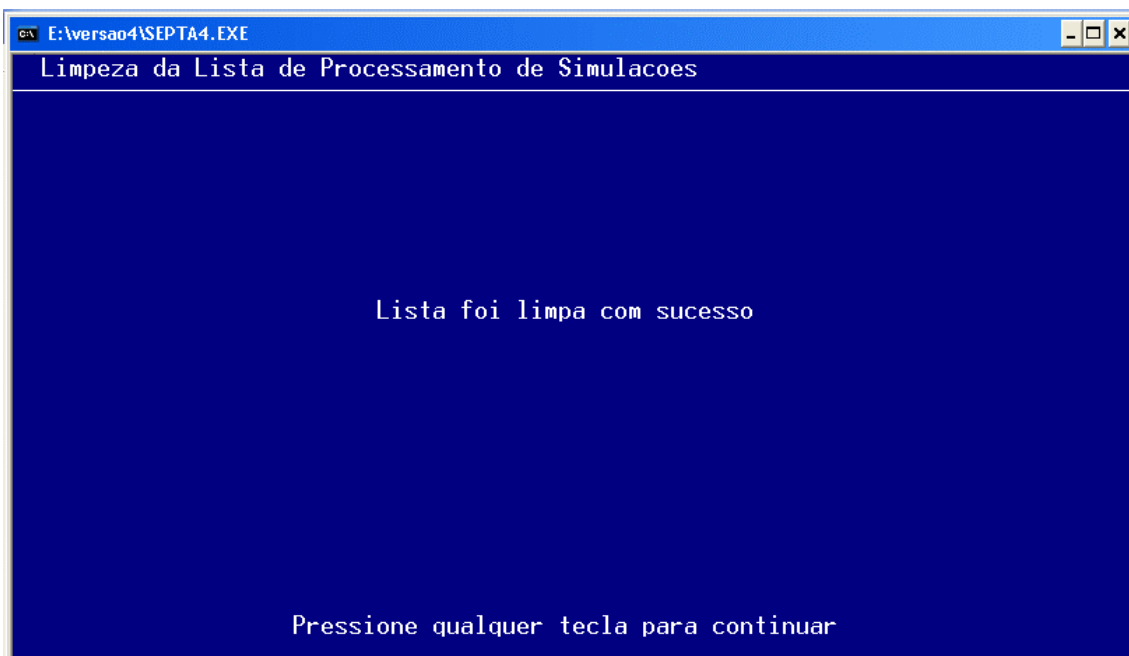 E:\versao4\SEPTA4.EXE
Limpeza da Lista de Processamento de Simulacoes
Lista foi limpa com sucesso
Pressione qualquer tecla para continuar